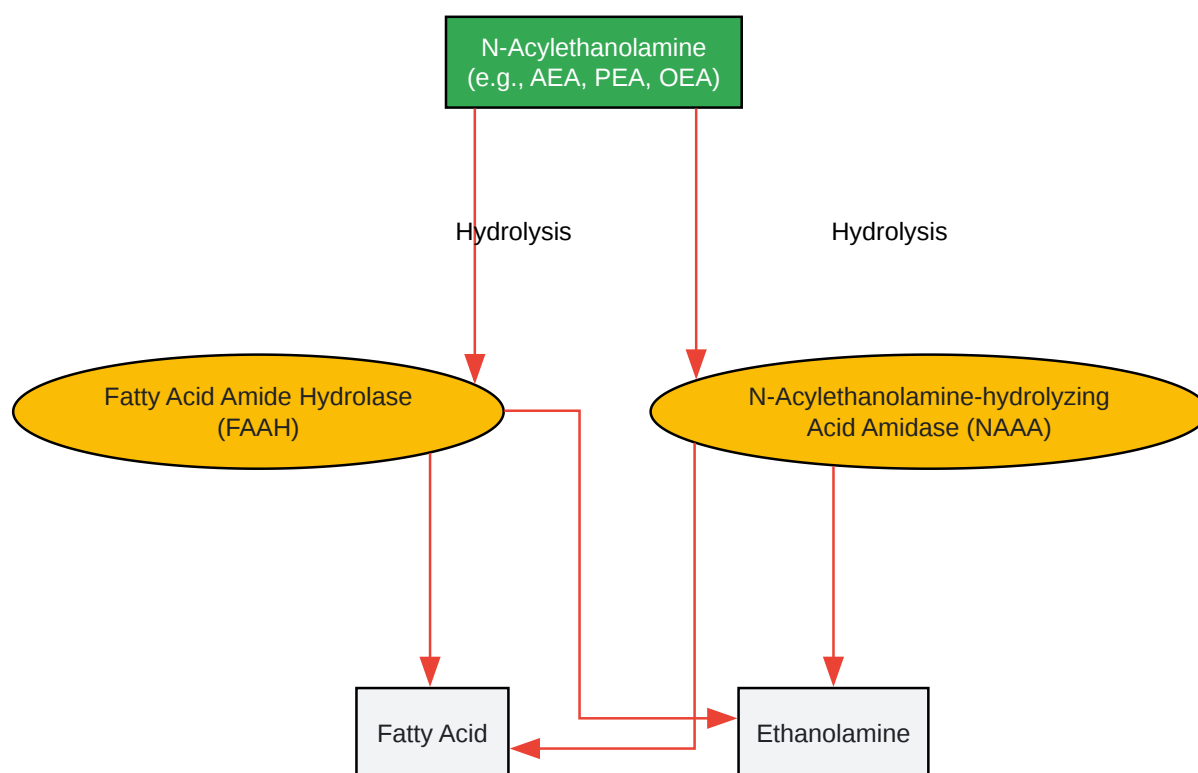 N-Acylethanolamine
(e.g., AEA, PEA, OEA)
Hydrolysis
Hydrolysis
Fatty Acid Amide Hydrolase
(FAAH)
N-Acylethanolamine-hydrolyzing
Acid Amidase (NAAA)
Fatty Acid
Ethanolamine